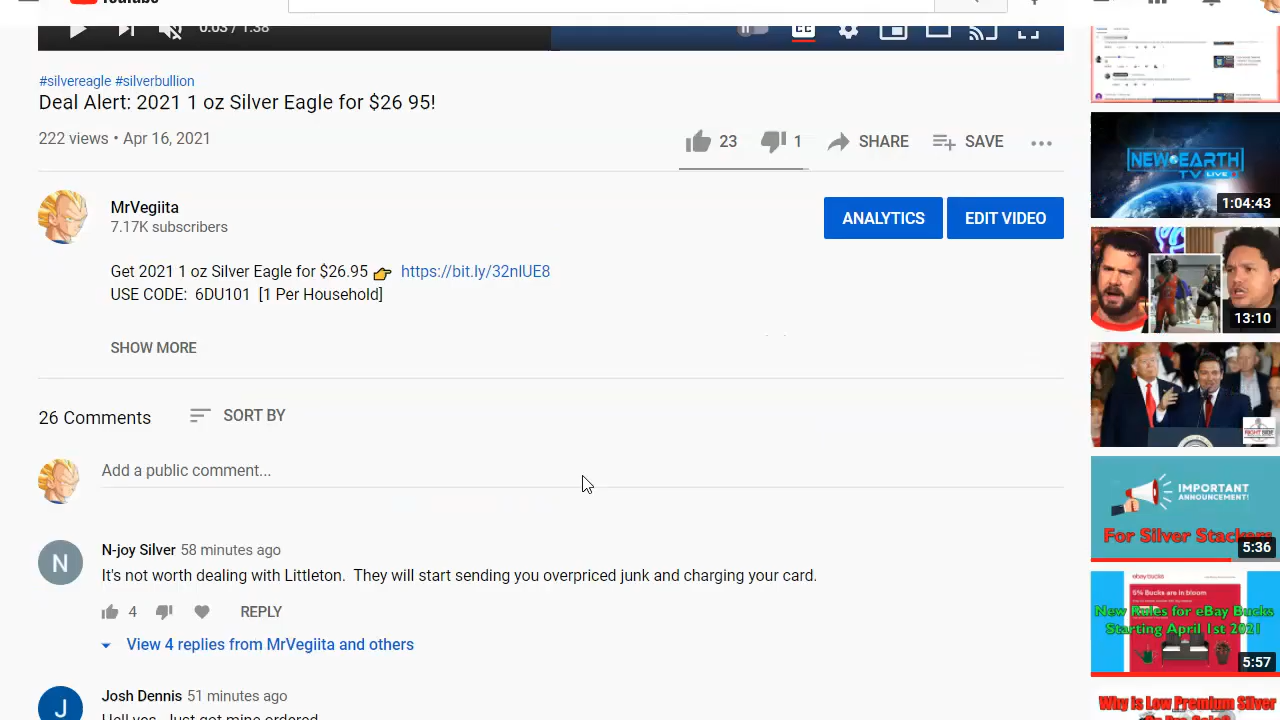 0:03 / 1:38
CC
#silvereagle #silverbullion
Deal Alert: 2021 1 oz Silver Eagle for $26 95!
222 views • Apr 16, 2021
23
1
SHARE
SAVE
MrVegiita
7.17K subscribers
ANALYTICS
EDIT VIDEO
Get 2021 1 oz Silver Eagle for $26.95 👉 https://bit.ly/32nlUE8
USE CODE: 6DU101 [1 Per Household]
SHOW MORE
26 Comments
SORT BY
Add a public comment...
N
N-joy Silver 58 minutes ago
It's not worth dealing with Littleton. They will start sending you overpriced junk and charging your card.
4
REPLY
View 4 replies from MrVegiita and others
J
Josh Dennis 51 minutes ago
Hell yes. Just got mine ordered
NEW EARTH
TV LIVE
1:04:43
13:10
IMPORTANT
ANNOUNCEMENT!
For Silver Stackers
5:36
ebay bucks
5% Bucks are in bloom
New Rules for eBay Bucks
Starting April 1st 2021
5:57
Why Is Low Premium Silver